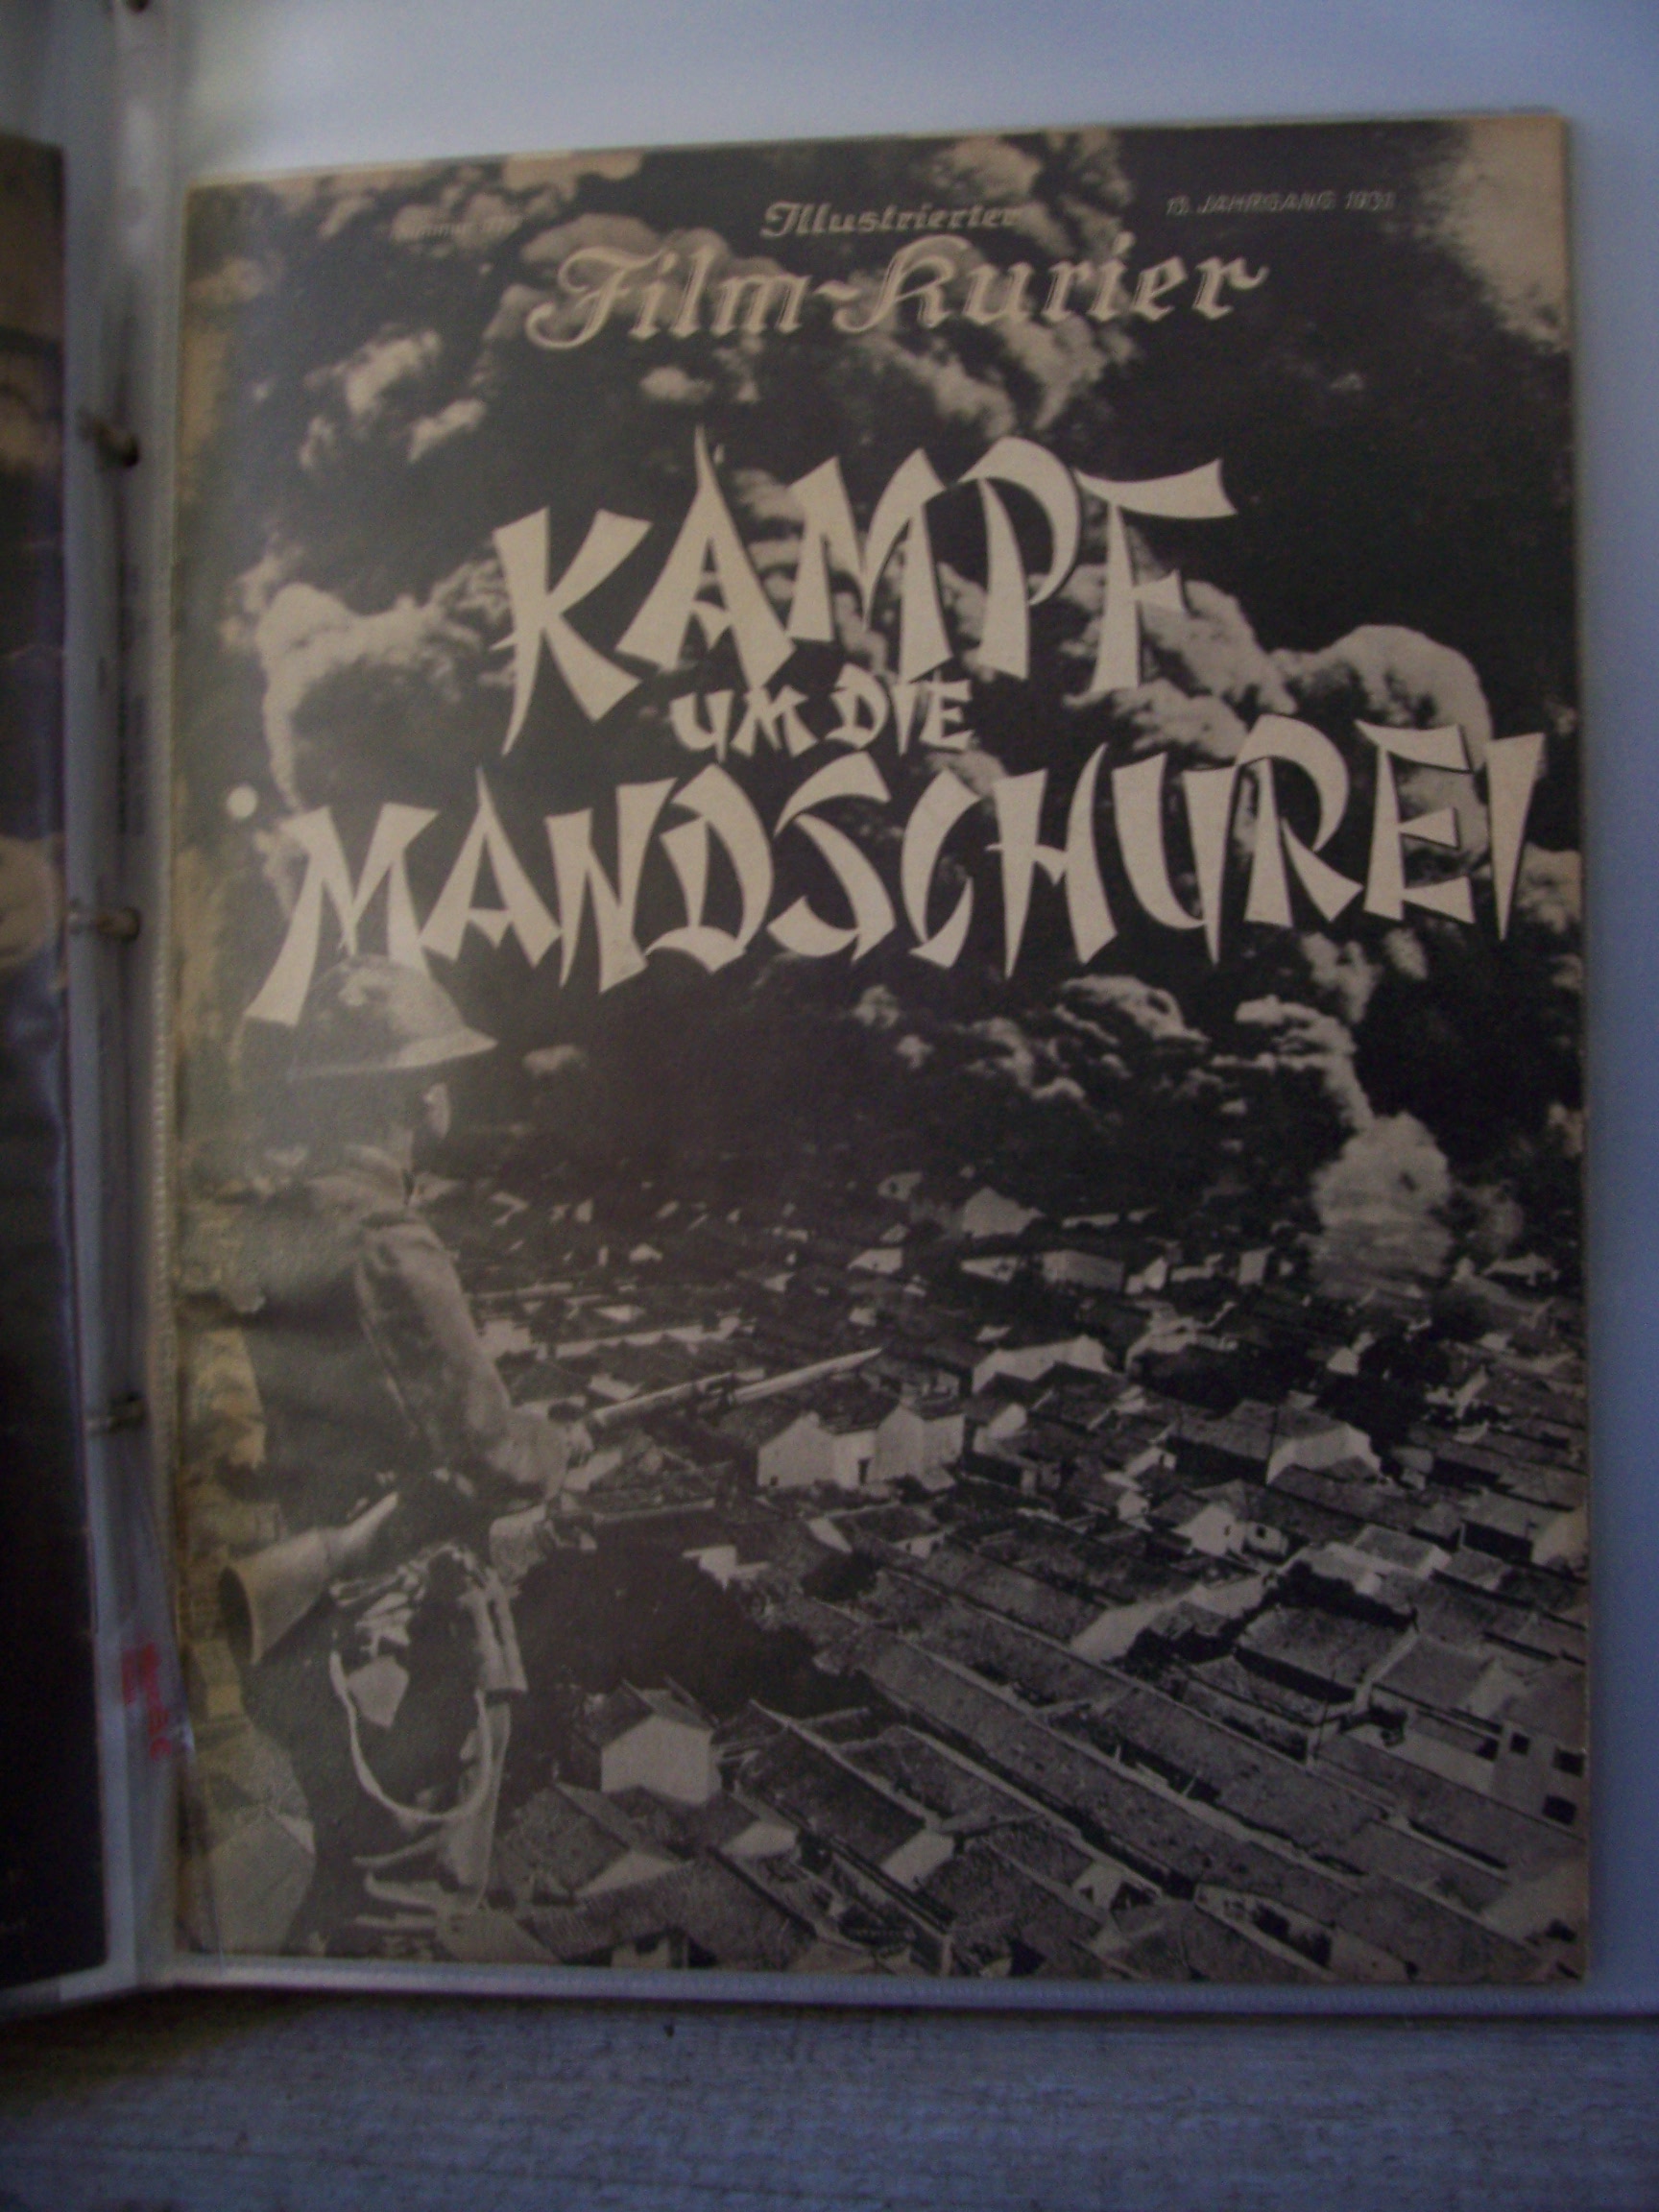 Illustrierter
13. JAHRGANG 1931
Film-Kurier
KAMPF
UM DIE
MANDSCHUREI